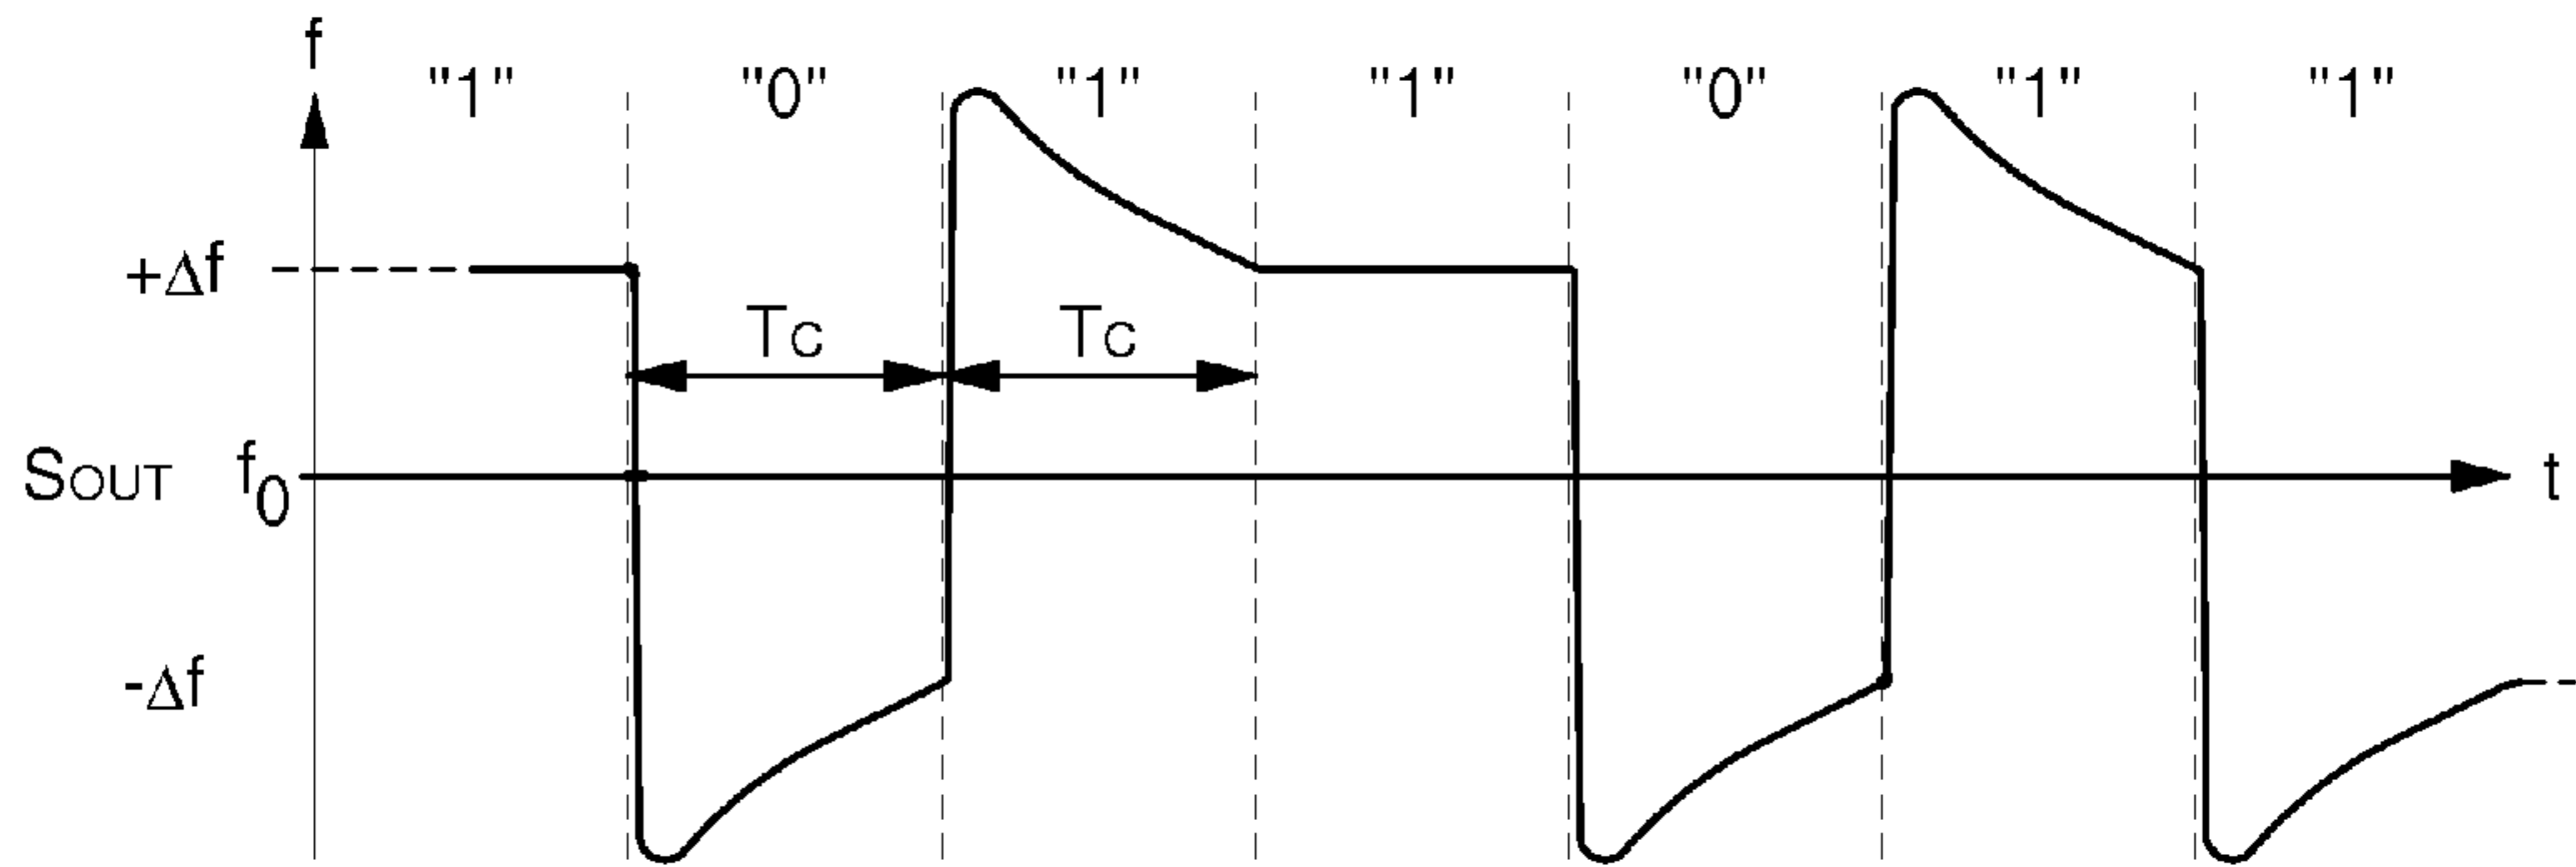 f
"1" "0" "1" "1" "0" "1" "1"
+Δf
Tc Tc
SOUT f0 t
-Δf